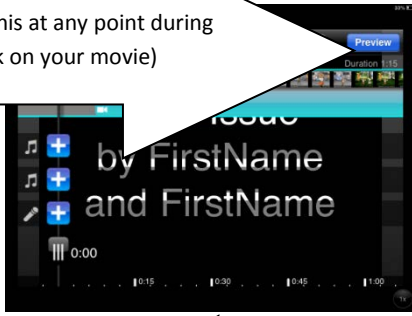 his at any point during
k on your movie)
Preview
Duration 1:15
by FirstName
and FirstName
0:00
0:15 0:30 0:45 1:00